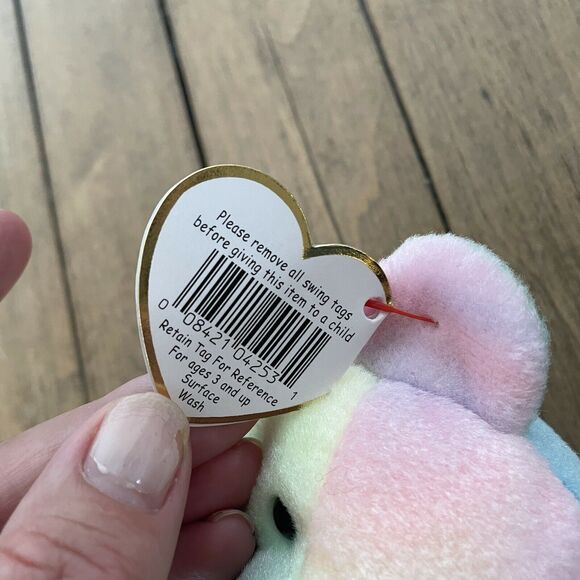 Please remove all swing tags
before giving this item to a child
0 08421 04253 1
Retain Tag For Reference
For ages 3 and up
Surface
Wash